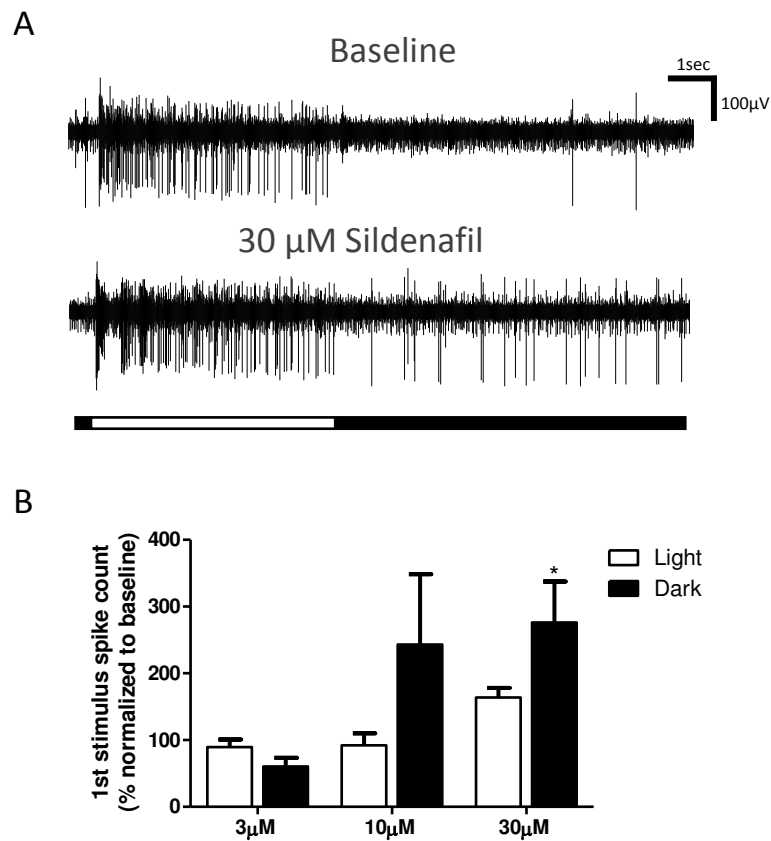 A
Baseline
1sec
100µV
30 µM Sildenafil
B
1st stimulus spike count
(% normalized to baseline)
400
300
200
100
0
*
Light
Dark
3µM
10µM
30µM